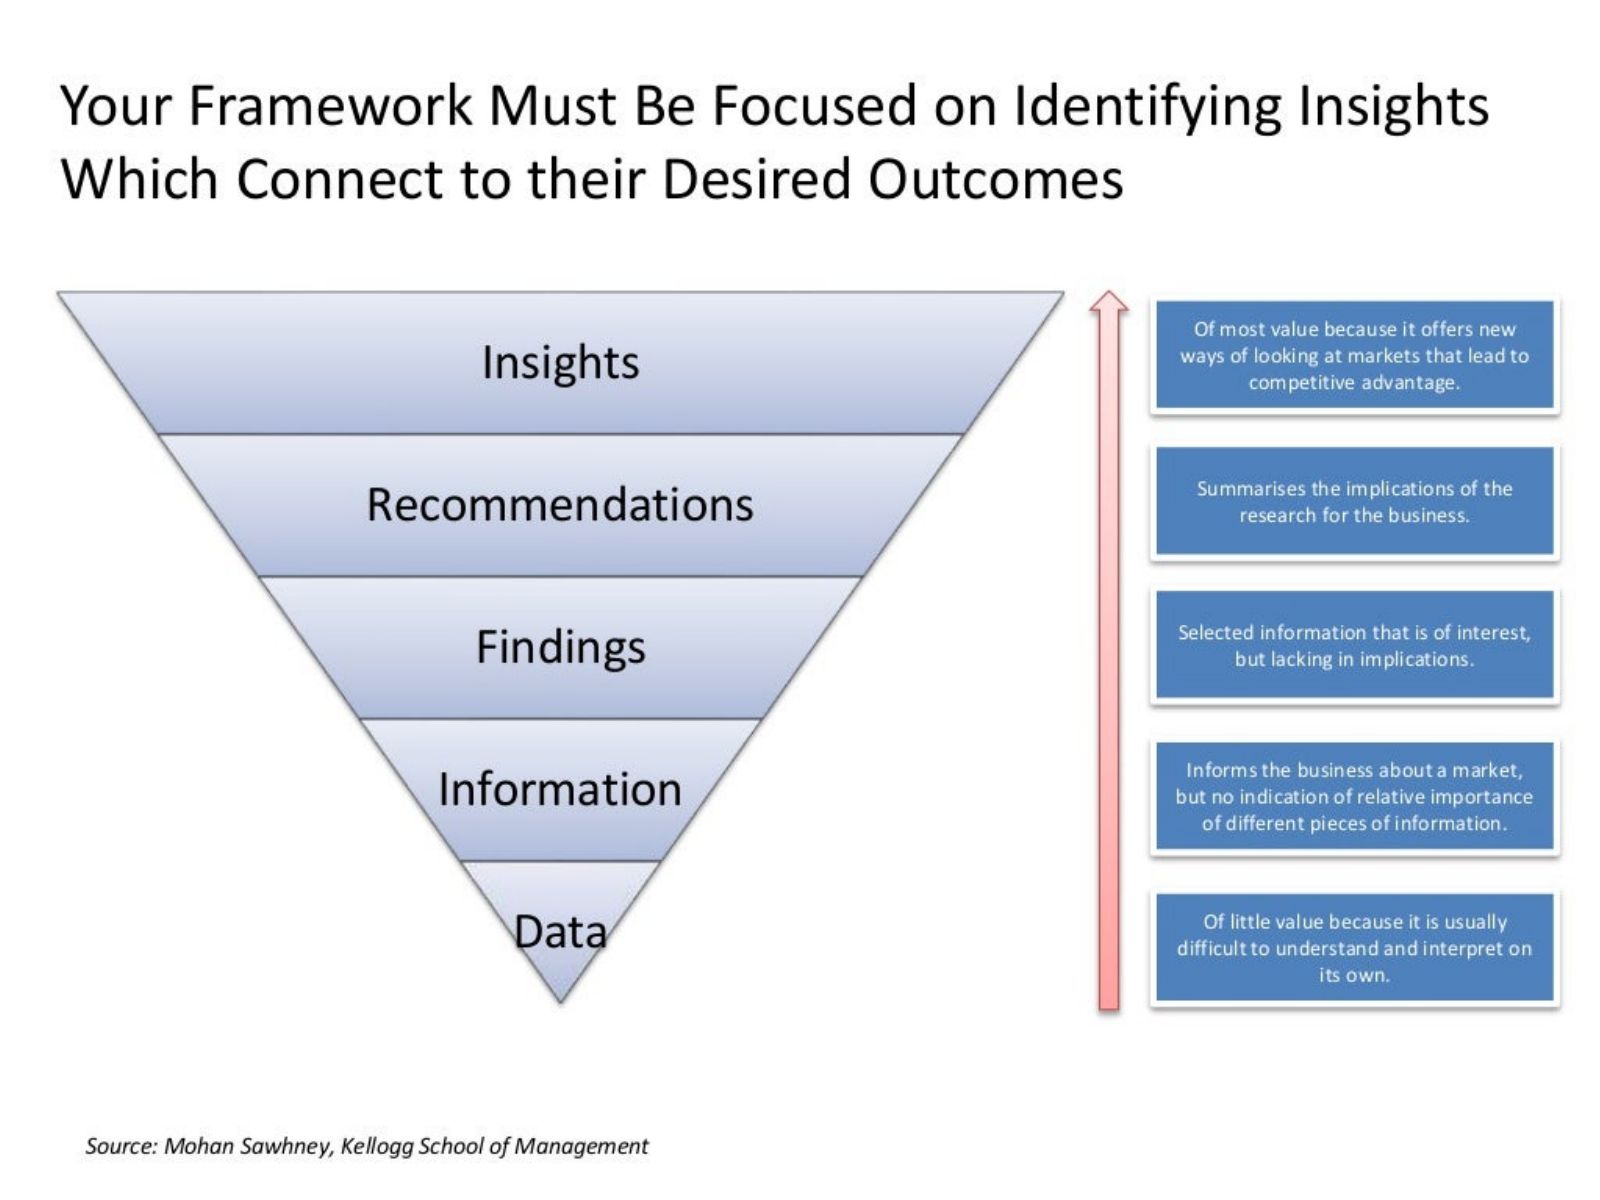 Your Framework Must Be Focused on Identifying Insights
Which Connect to their Desired Outcomes
Insights
Of most value because it offers new
ways of looking at markets that lead to
competitive advantage.
Recommendations
Summarises the implications of the
research for the business.
Findings
Selected information that is of interest,
but lacking in implications.
Information
Informs the business about a market,
but no indication of relative importance
of different pieces of information.
Data
Of little value because it is usually
difficult to understand and interpret on
its own.
Source: Mohan Sawhney, Kellogg School of Management